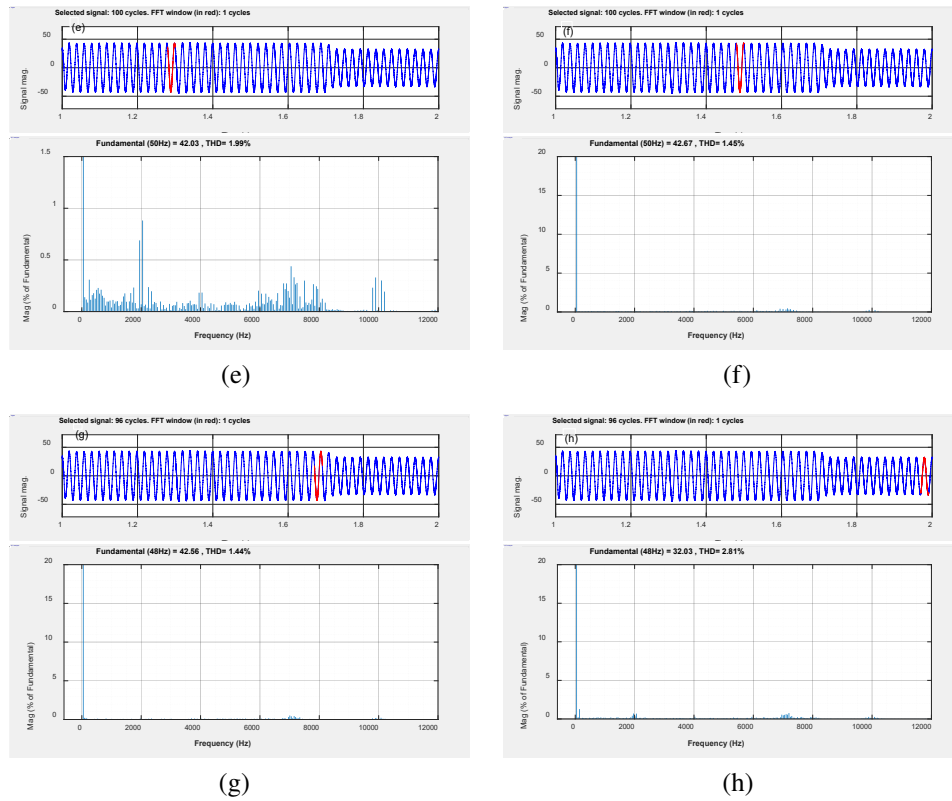 Selected signal: 100 cycles. FFT window (in red): 1 cycles
(e)
50
0
-50
Signal mag.
1
1.2
1.4
1.6
1.8
2
Fundamental (50Hz) = 42.03 , THD= 1.99%
1.5
1
0.5
0
Mag (% of Fundamental)
0
2000
4000
6000
8000
10000
12000
Frequency (Hz)
(e)
Selected signal: 100 cycles. FFT window (in red): 1 cycles
(f)
50
0
-50
Signal mag.
1
1.2
1.4
1.6
1.8
2
Fundamental (50Hz) = 42.67 , THD= 1.45%
20
15
10
5
0
Mag (% of Fundamental)
0
2000
4000
6000
8000
10000
12000
Frequency (Hz)
(f)
Selected signal: 96 cycles. FFT window (in red): 1 cycles
(g)
50
0
-50
Signal mag.
1
1.2
1.4
1.6
1.8
2
Fundamental (48Hz) = 42.56 , THD= 1.44%
20
15
10
5
0
Mag (% of Fundamental)
0
2000
4000
6000
8000
10000
12000
Frequency (Hz)
(g)
Selected signal: 96 cycles. FFT window (in red): 1 cycles
(h)
50
0
-50
Signal mag.
1
1.2
1.4
1.6
1.8
2
Fundamental (48Hz) = 32.03 , THD= 2.81%
20
15
10
5
0
Mag (% of Fundamental)
0
2000
4000
6000
8000
10000
12000
Frequency (Hz)
(h)